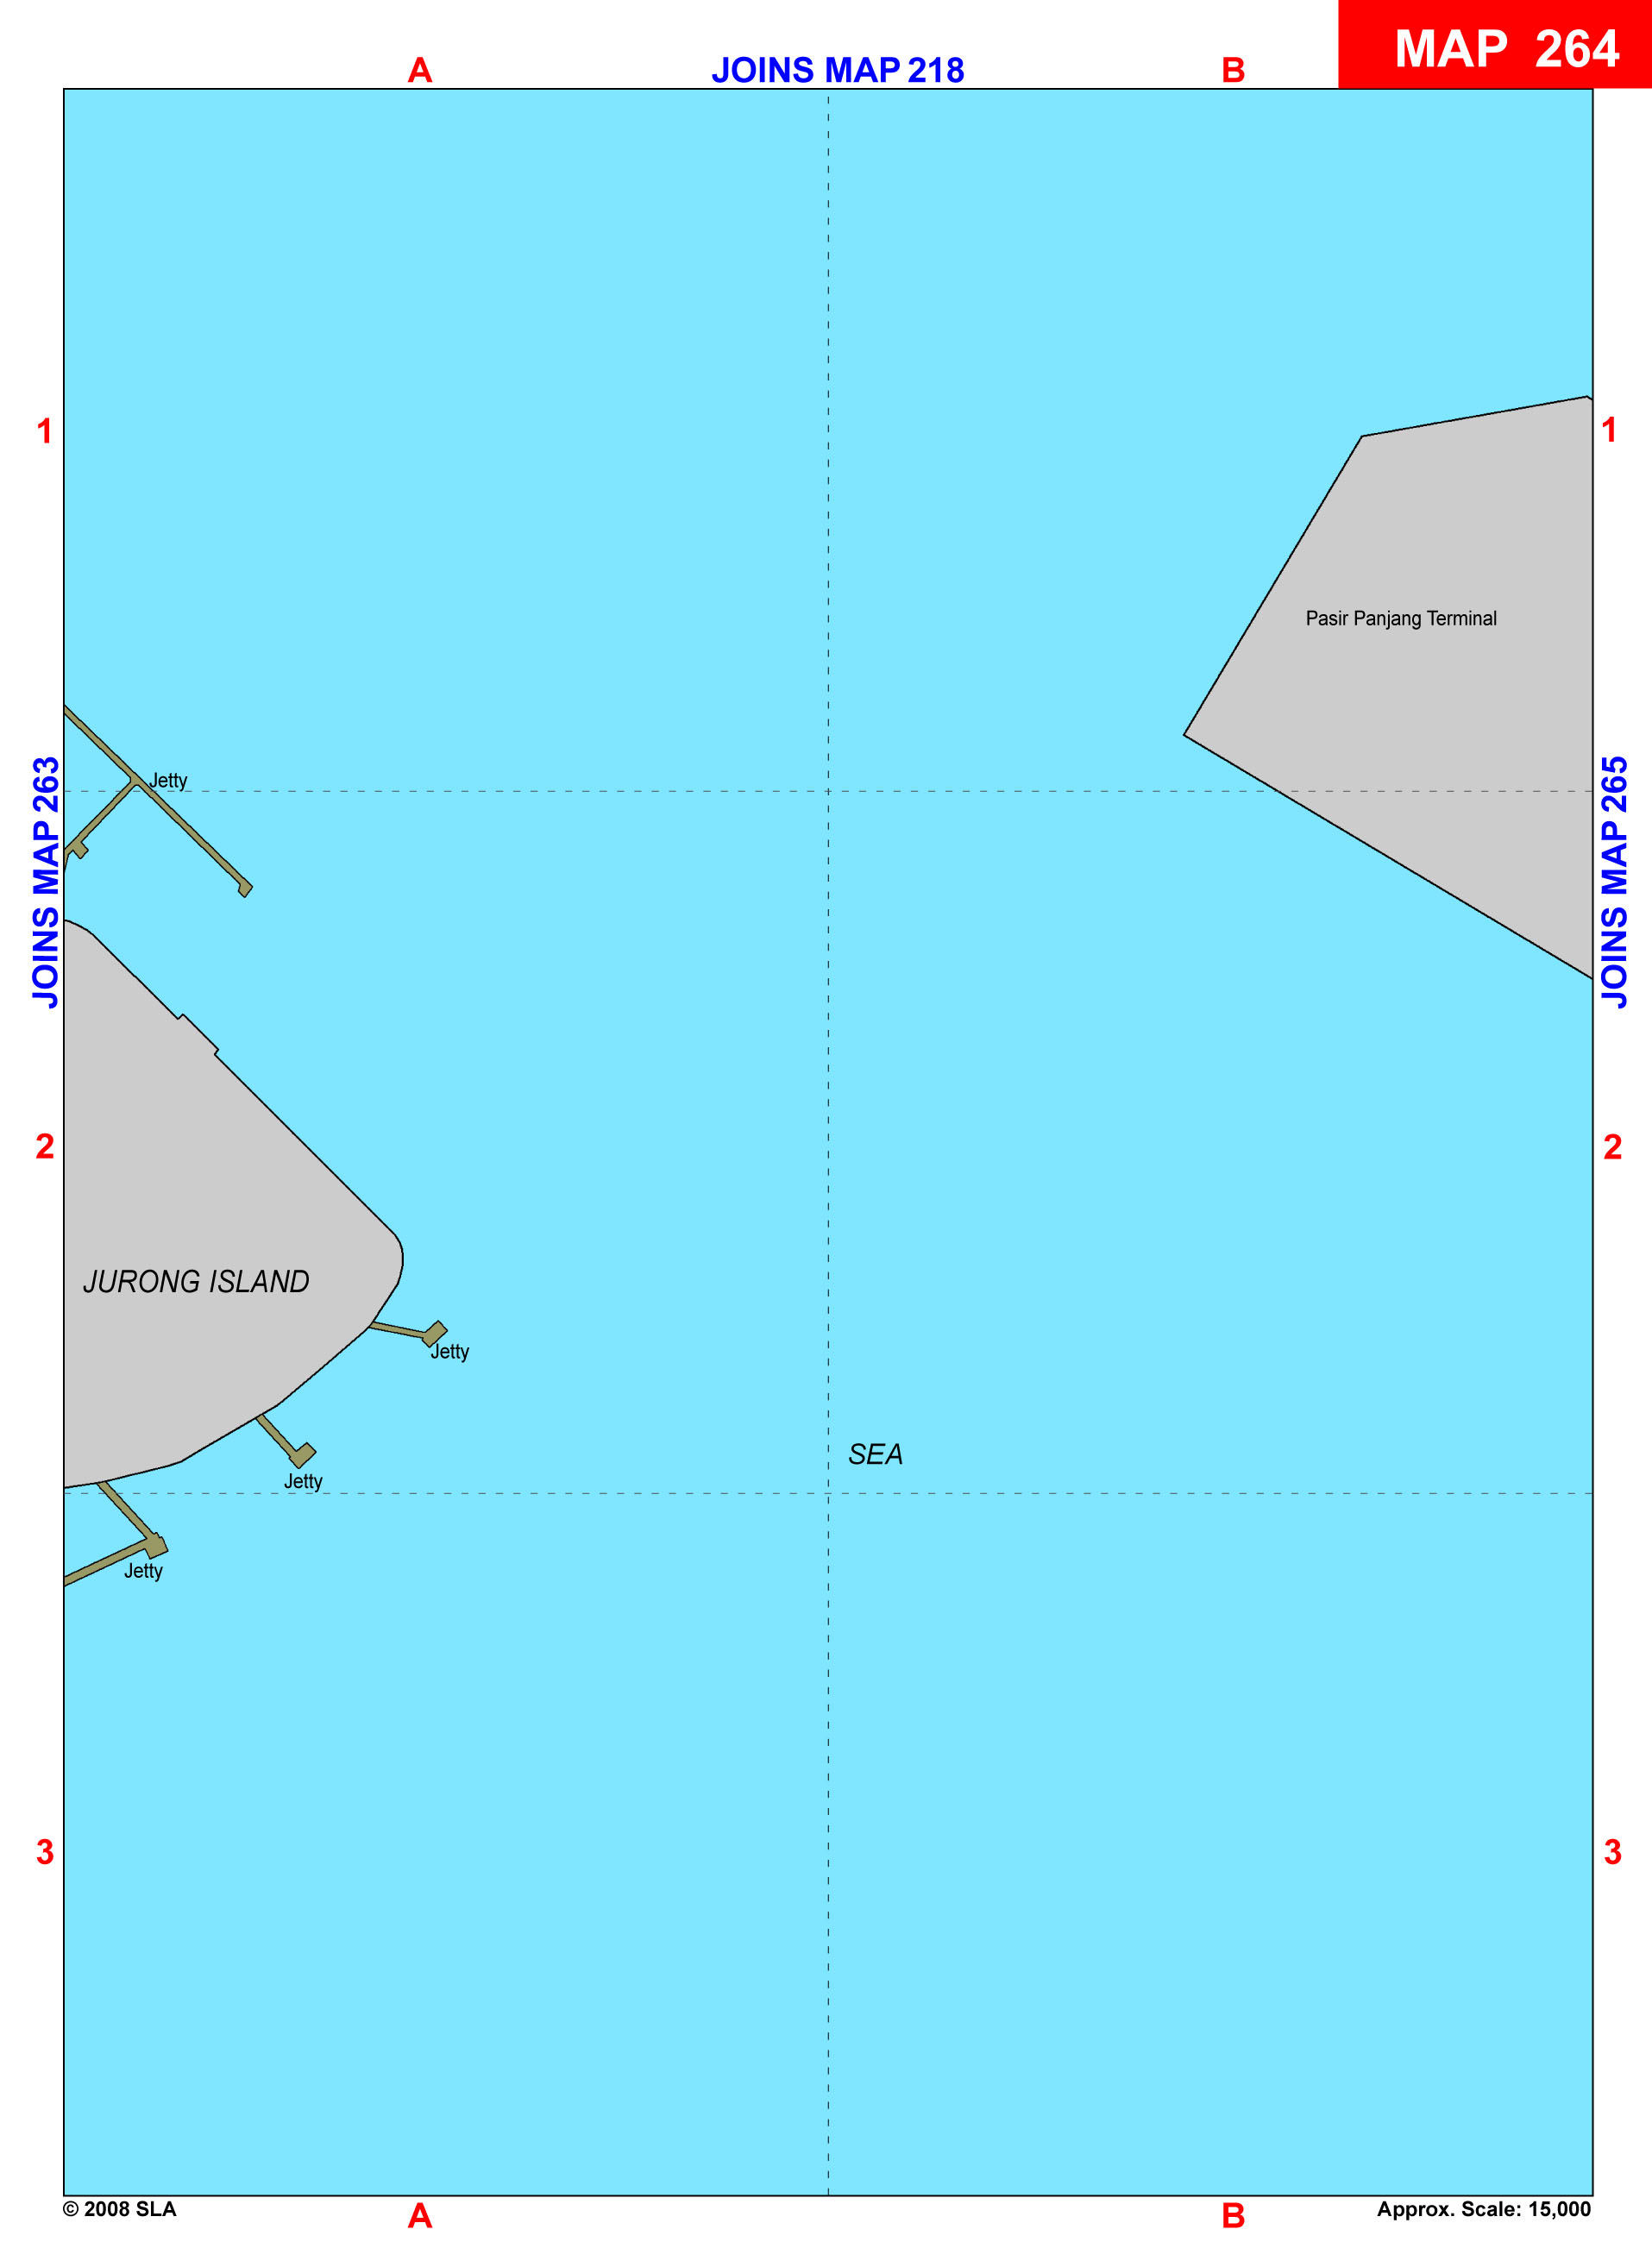 MAP 264
A
JOINS MAP 218
B
1
1
Pasir Panjang Terminal
Jetty
JOINS MAP 263
JOINS MAP 265
2
2
JURONG ISLAND
Jetty
SEA
Jetty
Jetty
3
3
© 2008 SLA
A
B
Approx. Scale: 15,000